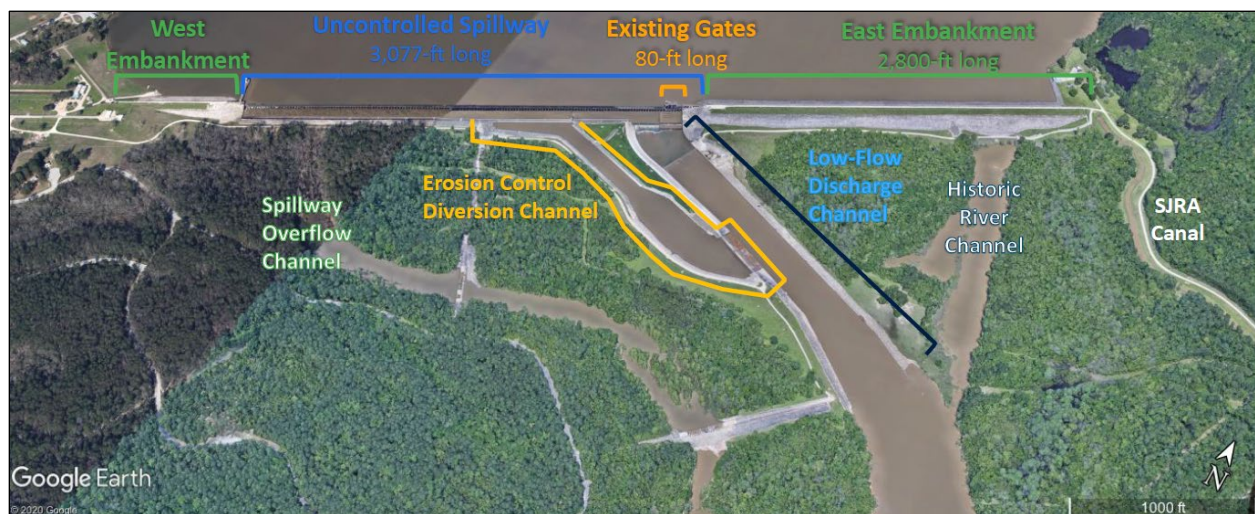 West
Embankment
Uncontrolled Spillway
3,077-ft long
Existing Gates
80-ft long
East Embankment
2,800-ft long
Erosion Control
Diversion Channel
Low-Flow
Discharge
Channel
Historic
River
Channel
SJRA
Canal
Spillway
Overflow
Channel
Google Earth
© 2020 Google
N
1000 ft